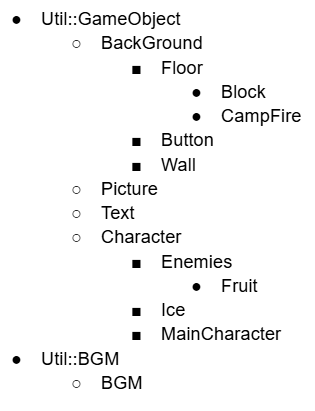 ● Util::GameObject
○ BackGround
■ Floor
● Block
● CampFire
■ Button
■ Wall
○ Picture
○ Text
○ Character
■ Enemies
● Fruit
■ Ice
■ MainCharacter
● Util::BGM
○ BGM